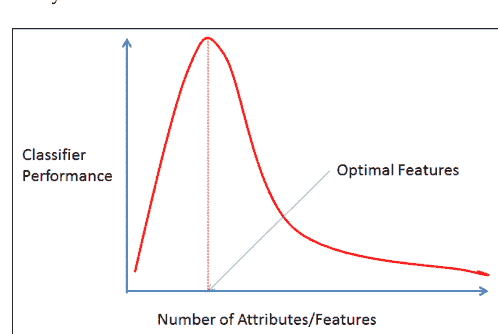 Classifier
Performance
Optimal Features
Number of Attributes/Features